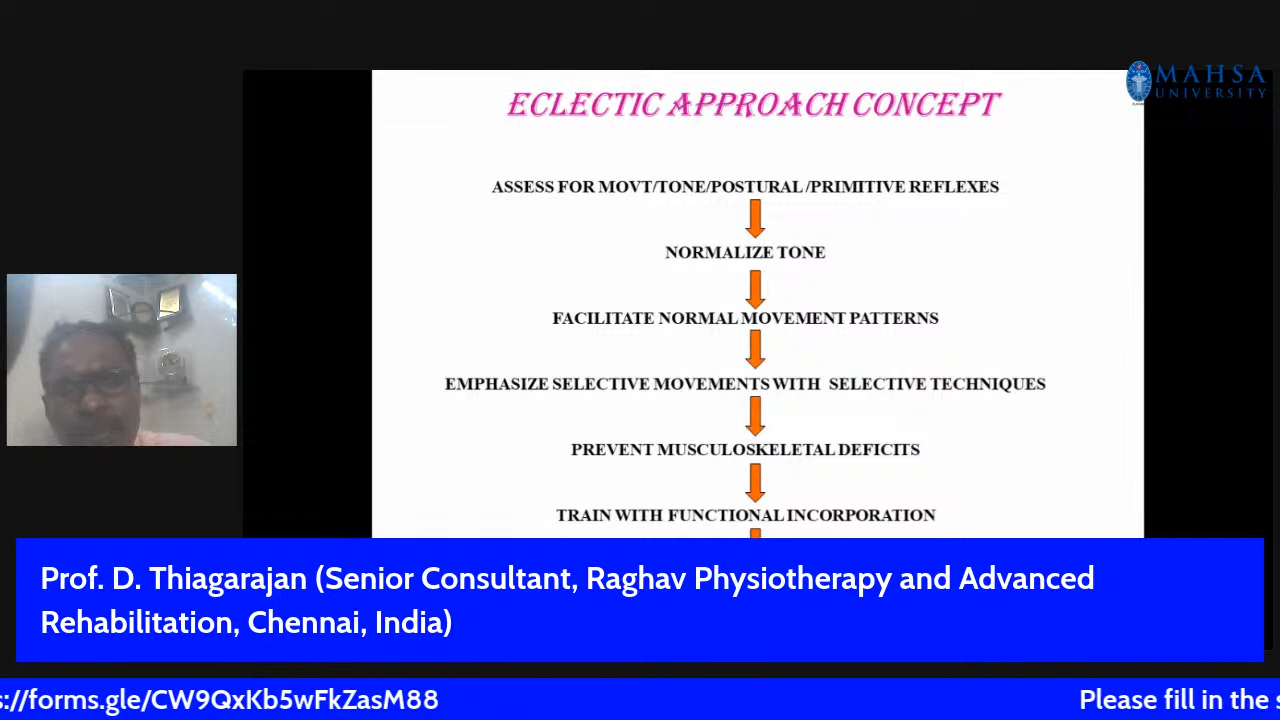 MAHSA
UNIVERSITY
ECLECTIC APPROACH CONCEPT
ASSESS FOR MOVT/TONE/POSTURAL /PRIMITIVE REFLEXES
NORMALIZE TONE
FACILITATE NORMAL MOVEMENT PATTERNS
EMPHASIZE SELECTIVE MOVEMENTS WITH SELECTIVE TECHNIQUES
PREVENT MUSCULOSKELETAL DEFICITS
TRAIN WITH FUNCTIONAL INCORPORATION
Prof. D. Thiagarajan (Senior Consultant, Raghav Physiotherapy and Advanced
Rehabilitation, Chennai, India)
s://forms.gle/CW9QxKb5wFkZasM88 Please fill in the s